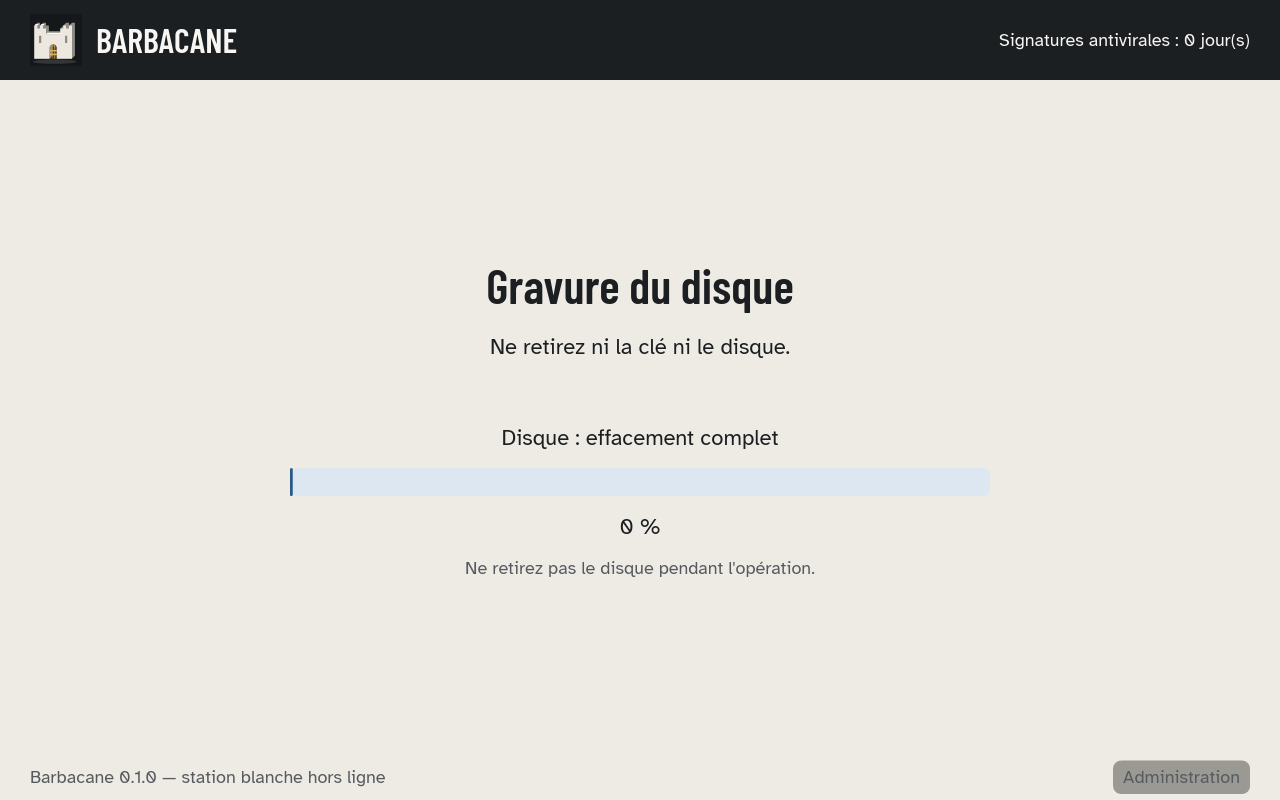 BARBACANE
Signatures antivirales : 0 jour(s)
Gravure du disque
Ne retirez ni la clé ni le disque.
Disque : effacement complet
0 %
Ne retirez pas le disque pendant l'opération.
Barbacane 0.1.0 — station blanche hors ligne
Administration